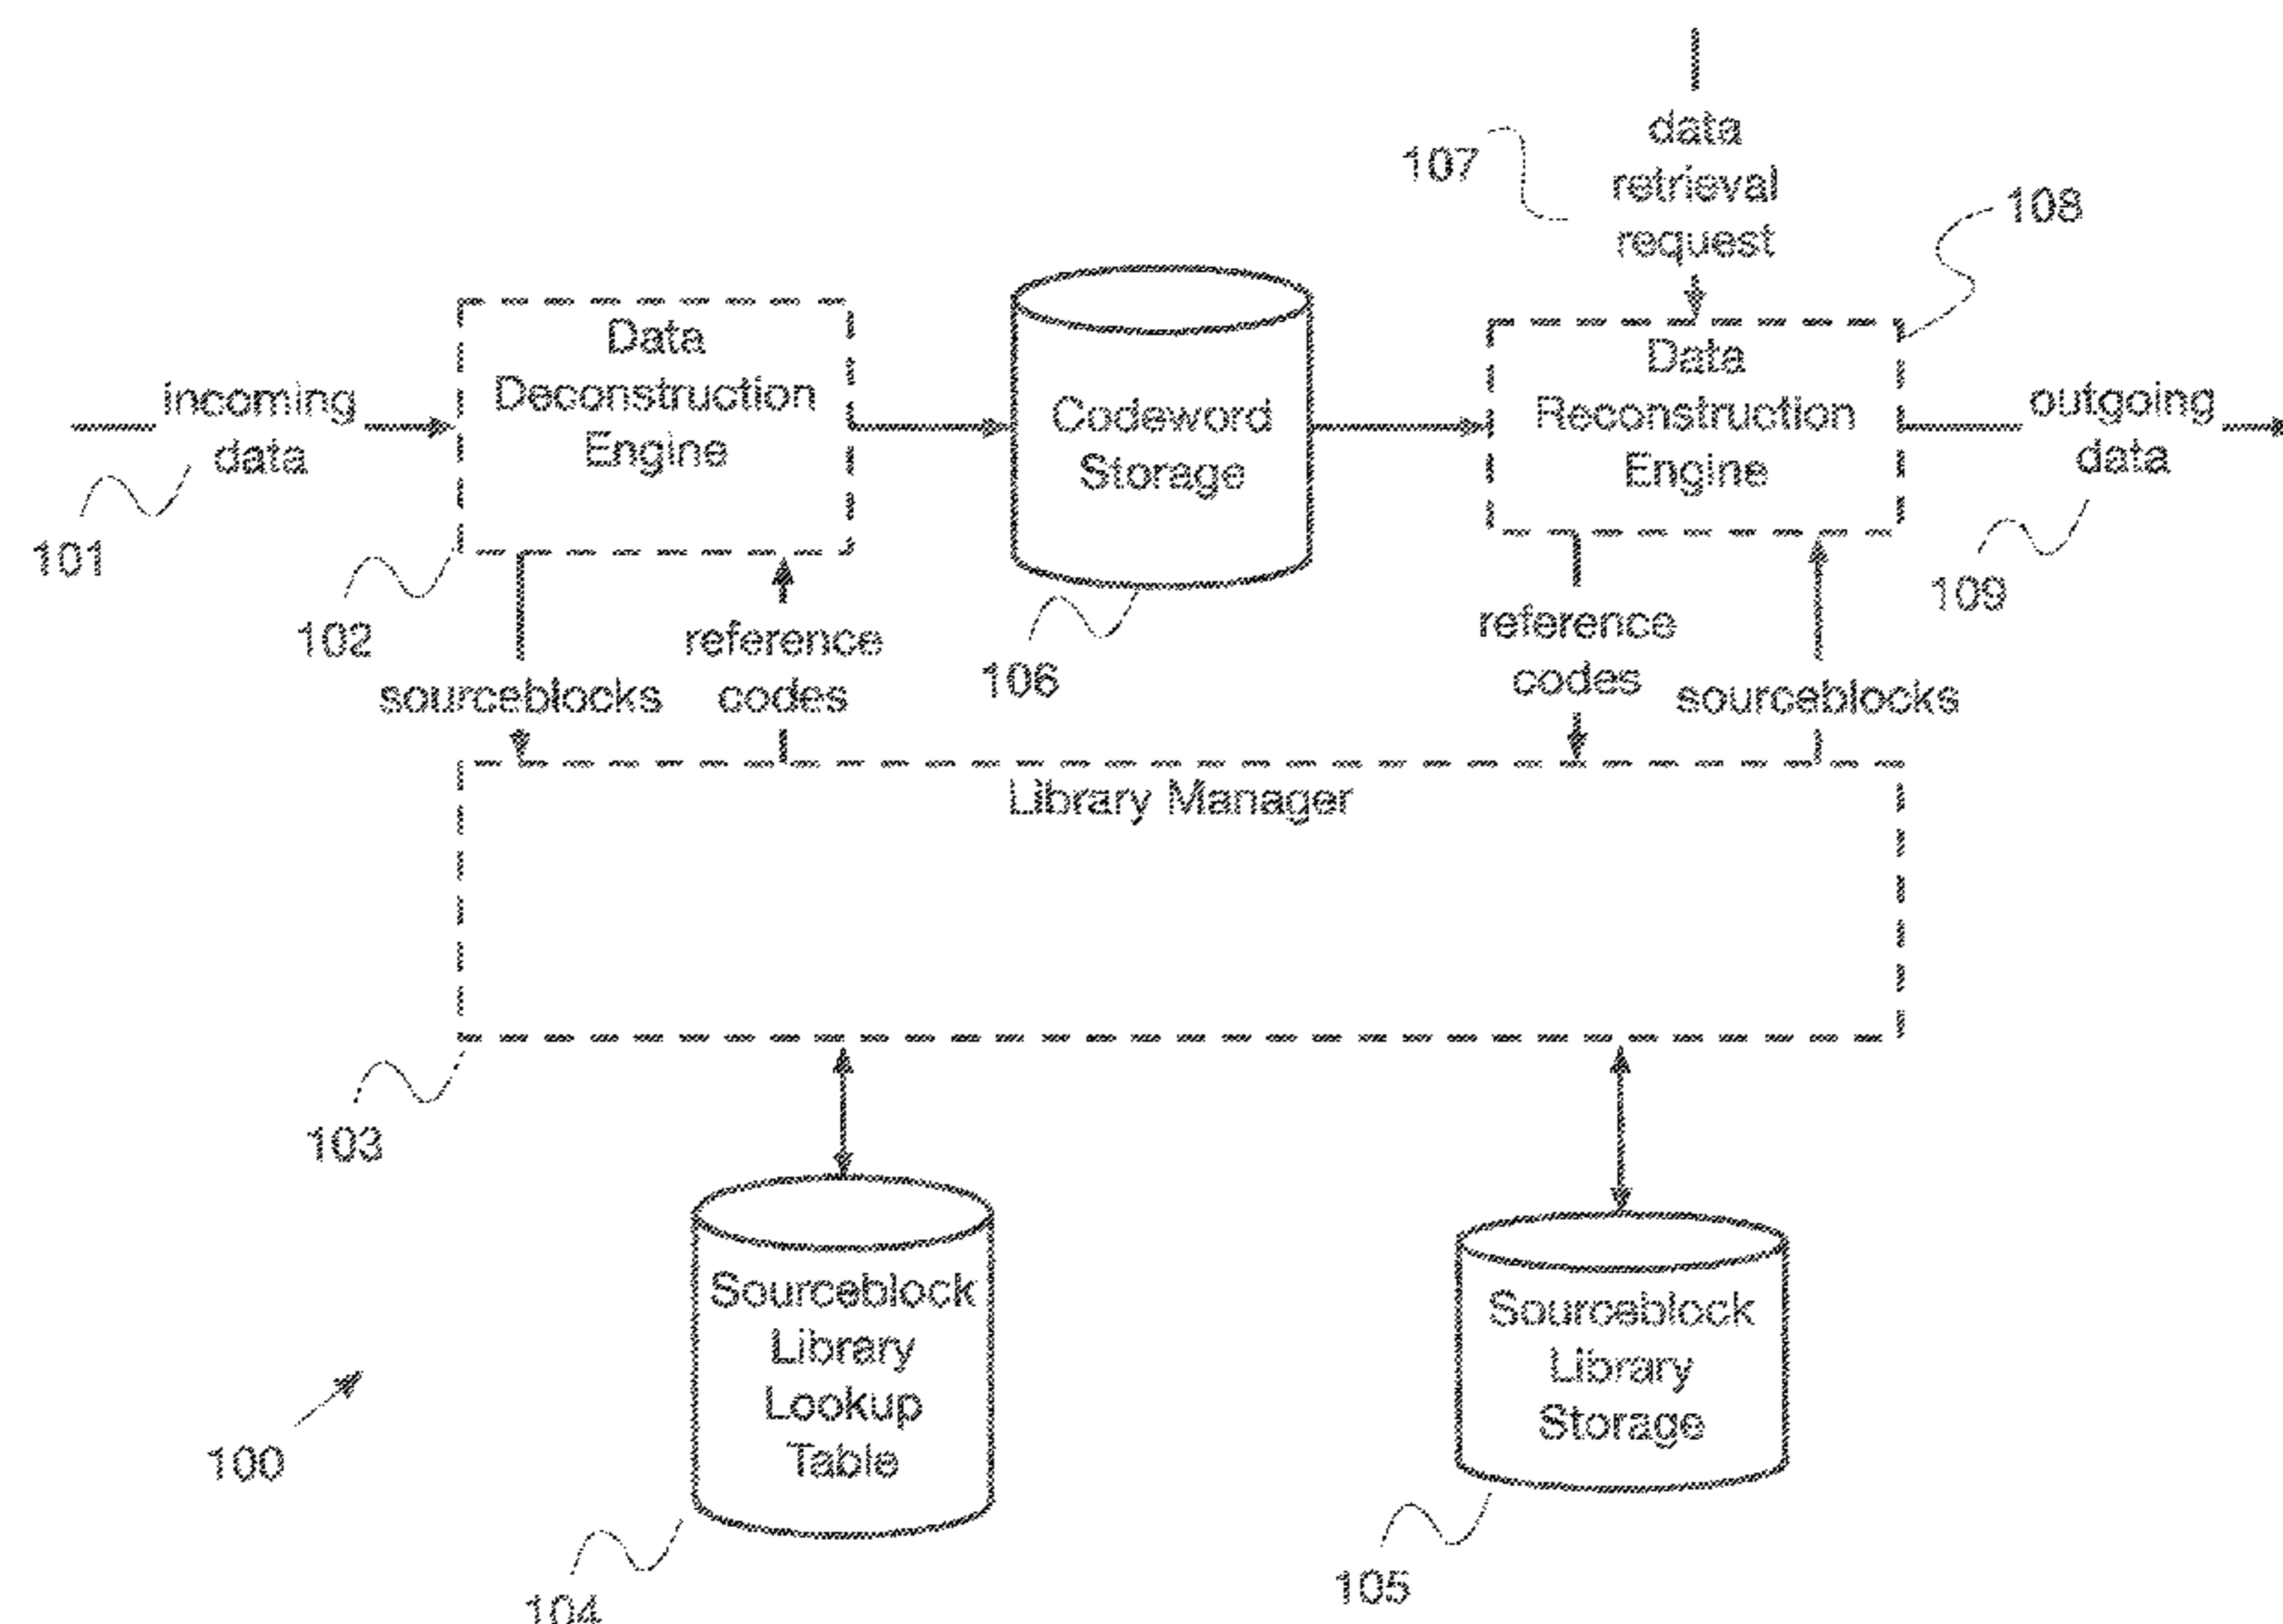 data
retrieval
request
107
108
Data
Deconstruction
Engine
incoming
data
101
102
Codeword
Storage
106
Data
Reconstruction
Engine
outgoing
data
109
sourceblocks
reference
codes
reference
codes
sourceblocks
Library Manager
103
Sourceblock
Library
Lookup
Table
104
Sourceblock
Library
Storage
105
100